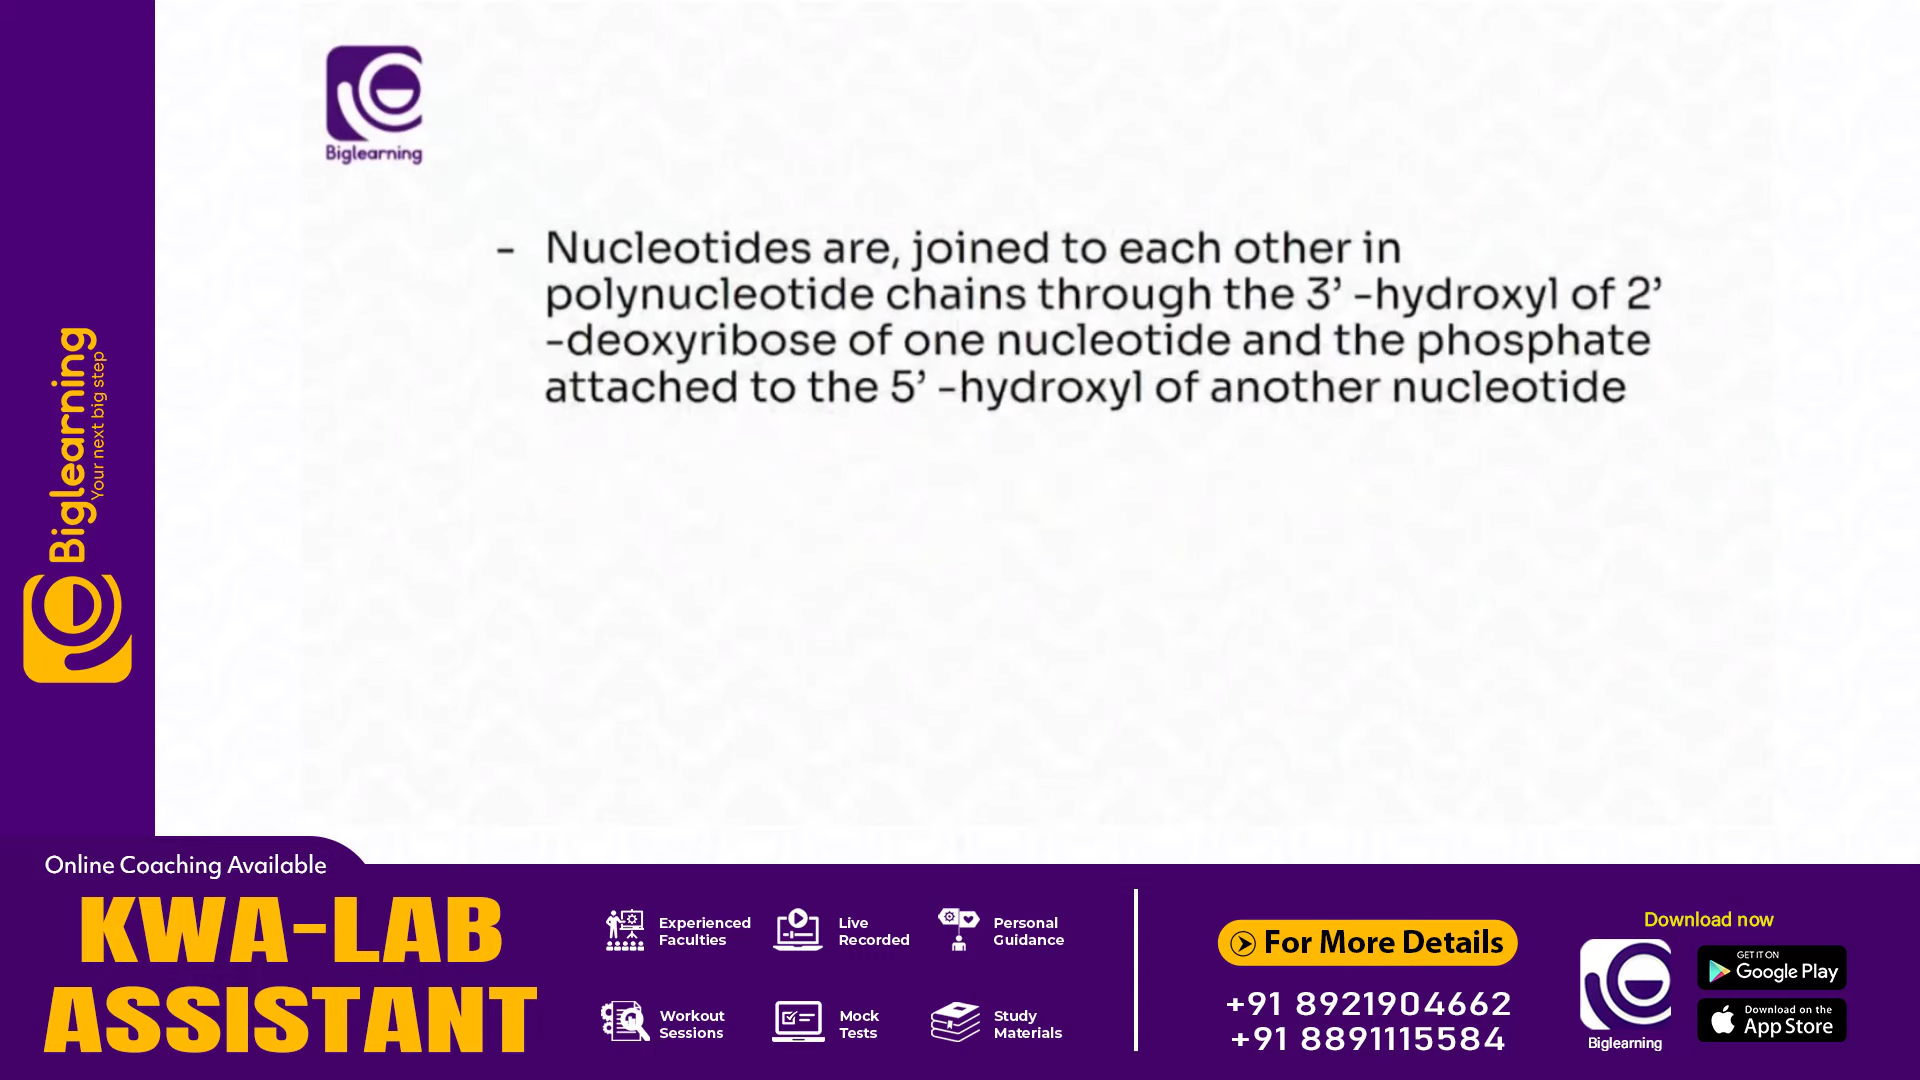 Biglearning
- Nucleotides are, joined to each other in
polynucleotide chains through the 3’ -hydroxyl of 2’
-deoxyribose of one nucleotide and the phosphate
attached to the 5’ -hydroxyl of another nucleotide
Biglearning
Your next big step
Online Coaching Available
KWA-LAB
ASSISTANT
Experienced
Faculties
Live
Recorded
Personal
Guidance
Workout
Sessions
Mock
Tests
Study
Materials
For More Details
+91 8921904662
+91 8891115584
Download now
Biglearning
GET IT ON
Google Play
Download on the
App Store